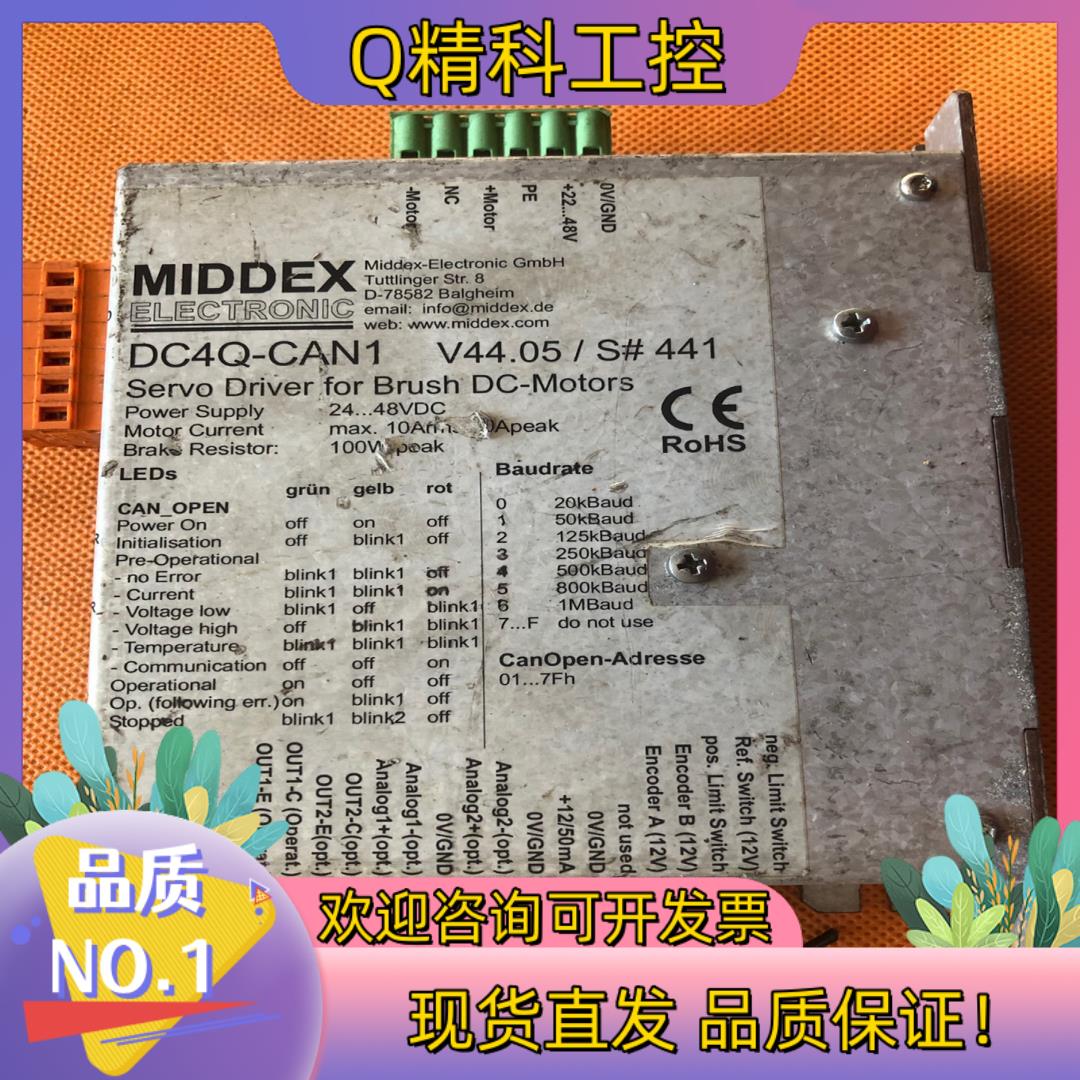 Q精科工控
-Motor
NC
+Motor
PE
+22...48V
0V/GND
MIDDEX
ELECTRONIC
Middex-Electronic GmbH
Tuttlinger Str. 8
D-78582 Balgheim
email: info@middex.de
web: www.middex.com
DC4Q-CAN1 V44.05 / S# 441
Servo Driver for Brush DC-Motors
Power Supply 24...48VDC
Motor Current : max. 10A Apeak
Brake Resistor: 100W peak
CE
RoHS
LEDs
grün gelb rot
CAN_OPEN
Power On off on off
Initialisation off blink1 off
Pre-Operational
- no Error blink1 blink1 off
- Current blink1 blink1 on
- Voltage low blink1 off blink1
- Voltage high off blink1 blink1
- Temperature blink1 blink1 blink1
- Communication off off on
Operational on off off
Op. (following err.) on blink1 off
Stopped blink1 blink2 off
Baudrate
0 20kBaud
1 50kBaud
2 125kBaud
3 250kBaud
4 500kBaud
5 800kBaud
6 1MBaud
7...F do not use
CanOpen-Adresse
01...7Fh
OUT1-E
OUT1-C (Operat.)
OUT2-E(opt.)
OUT2-C(opt.)
Analog1+(opt.)
Analog1-(opt.)
0V/GND
Analog2+(opt.)
Analog2-(opt.)
0V/GND
+12/50mA
0V/GND
not used
Encoder A (12V)
Encoder B (12V)
pos. Limit Switch
Ref. Switch (12V)
neg. Limit Switch
品质
NO.1
欢迎咨询可开发票
现货直发 品质保证！